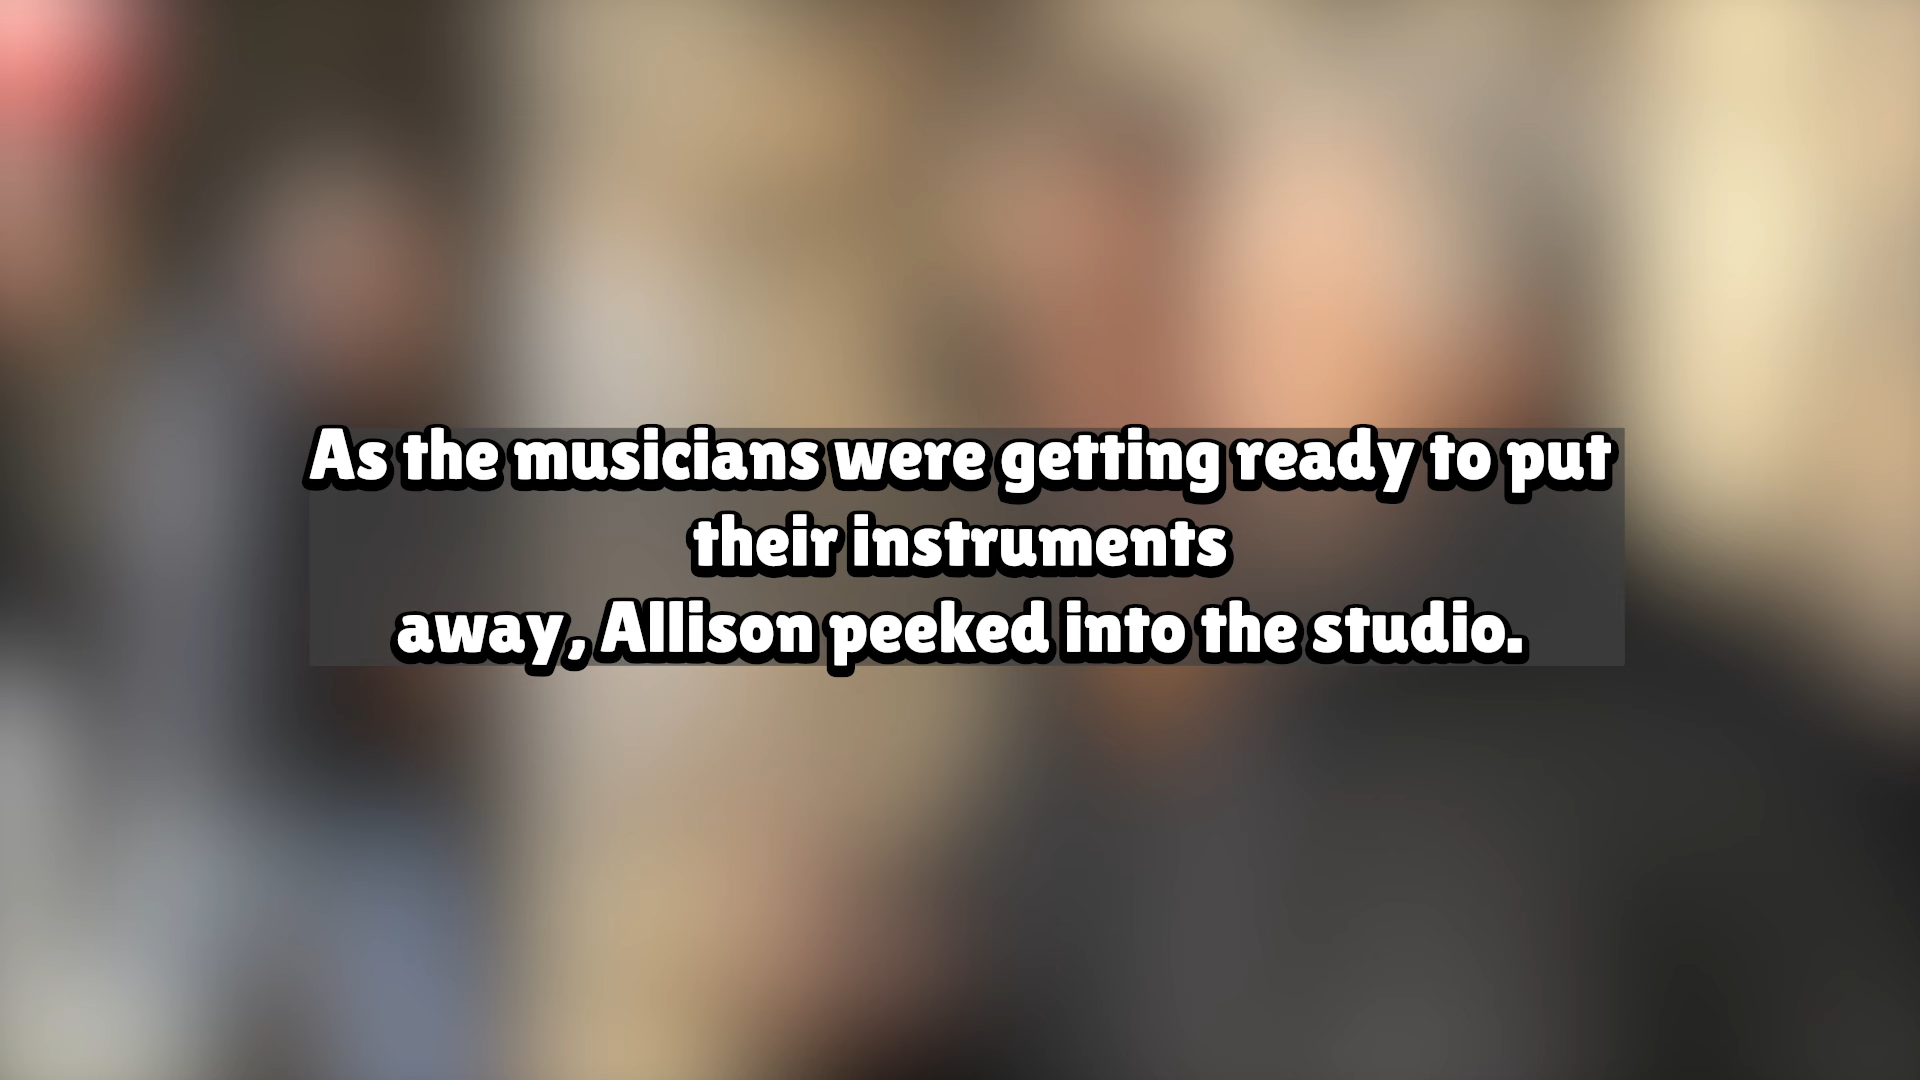 As the musicians were getting ready to put
their instruments
away, Allison peeked into the studio.